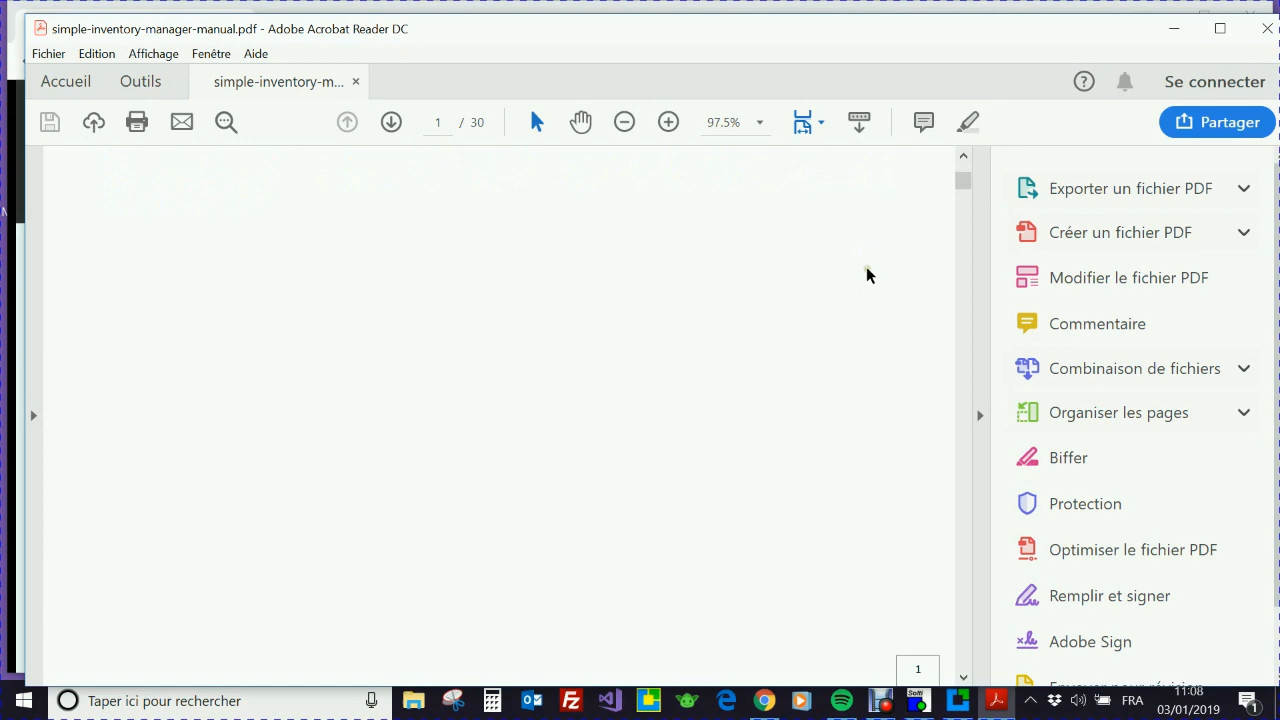 simple-inventory-manager-manual.pdf - Adobe Acrobat Reader DC
Fichier Edition Affichage Fenêtre Aide
Accueil Outils simple-inventory-m... × Se connecter
1 / 30 97.5% Partager
Exporter un fichier PDF
Créer un fichier PDF
Modifier le fichier PDF
Commentaire
Combinaison de fichiers
Organiser les pages
Biffer
Protection
Optimiser le fichier PDF
Remplir et signer
Adobe Sign
1
Taper ici pour rechercher
FRA
11:08
03/01/2019
1